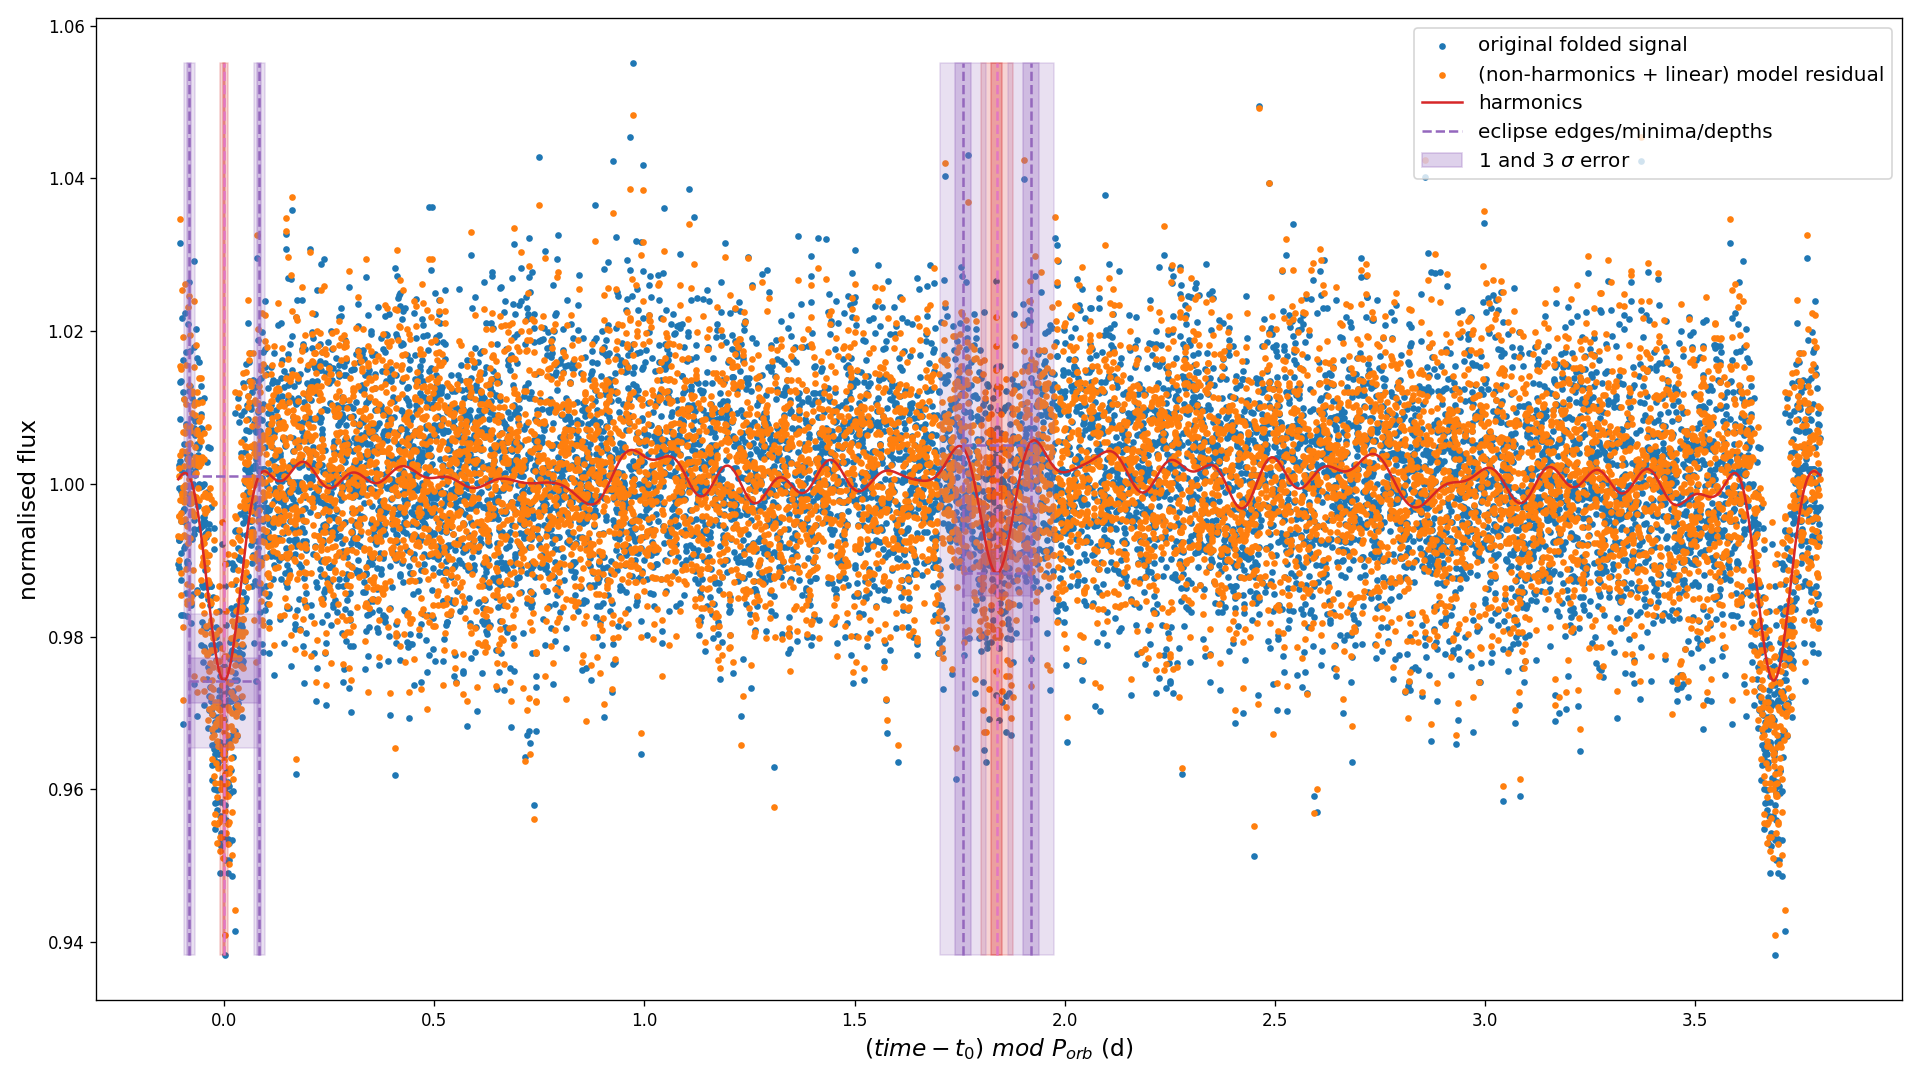 1.06
1.04
1.02
1.00
0.98
0.96
0.94
normalised flux
original folded signal
(non-harmonics + linear) model residual
harmonics
eclipse edges/minima/depths
1 and 3 σ error
0.0 0.5 1.0 1.5 2.0 2.5 3.0 3.5
(time − t₀) mod Pₒᵣb (d)